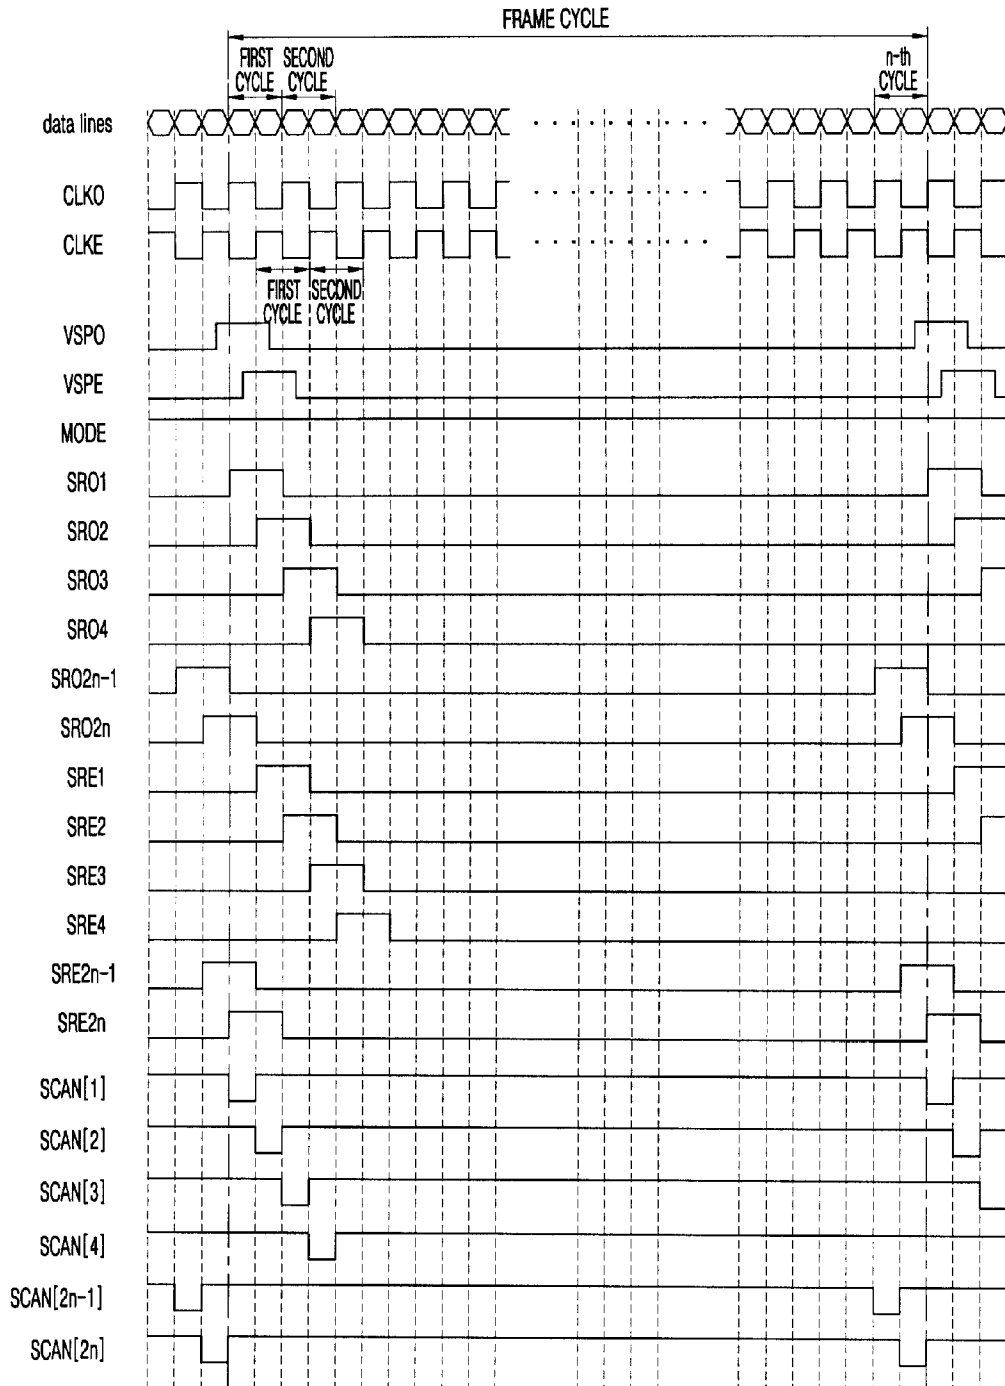 FRAME CYCLE
FIRST CYCLE
SECOND CYCLE
n-th CYCLE
data lines
CLKO
CLKE
FIRST CYCLE
SECOND CYCLE
VSPO
VSPE
MODE
SRO1
SRO2
SRO3
SRO4
SRO2n-1
SRO2n
SRE1
SRE2
SRE3
SRE4
SRE2n-1
SRE2n
SCAN[1]
SCAN[2]
SCAN[3]
SCAN[4]
SCAN[2n-1]
SCAN[2n]